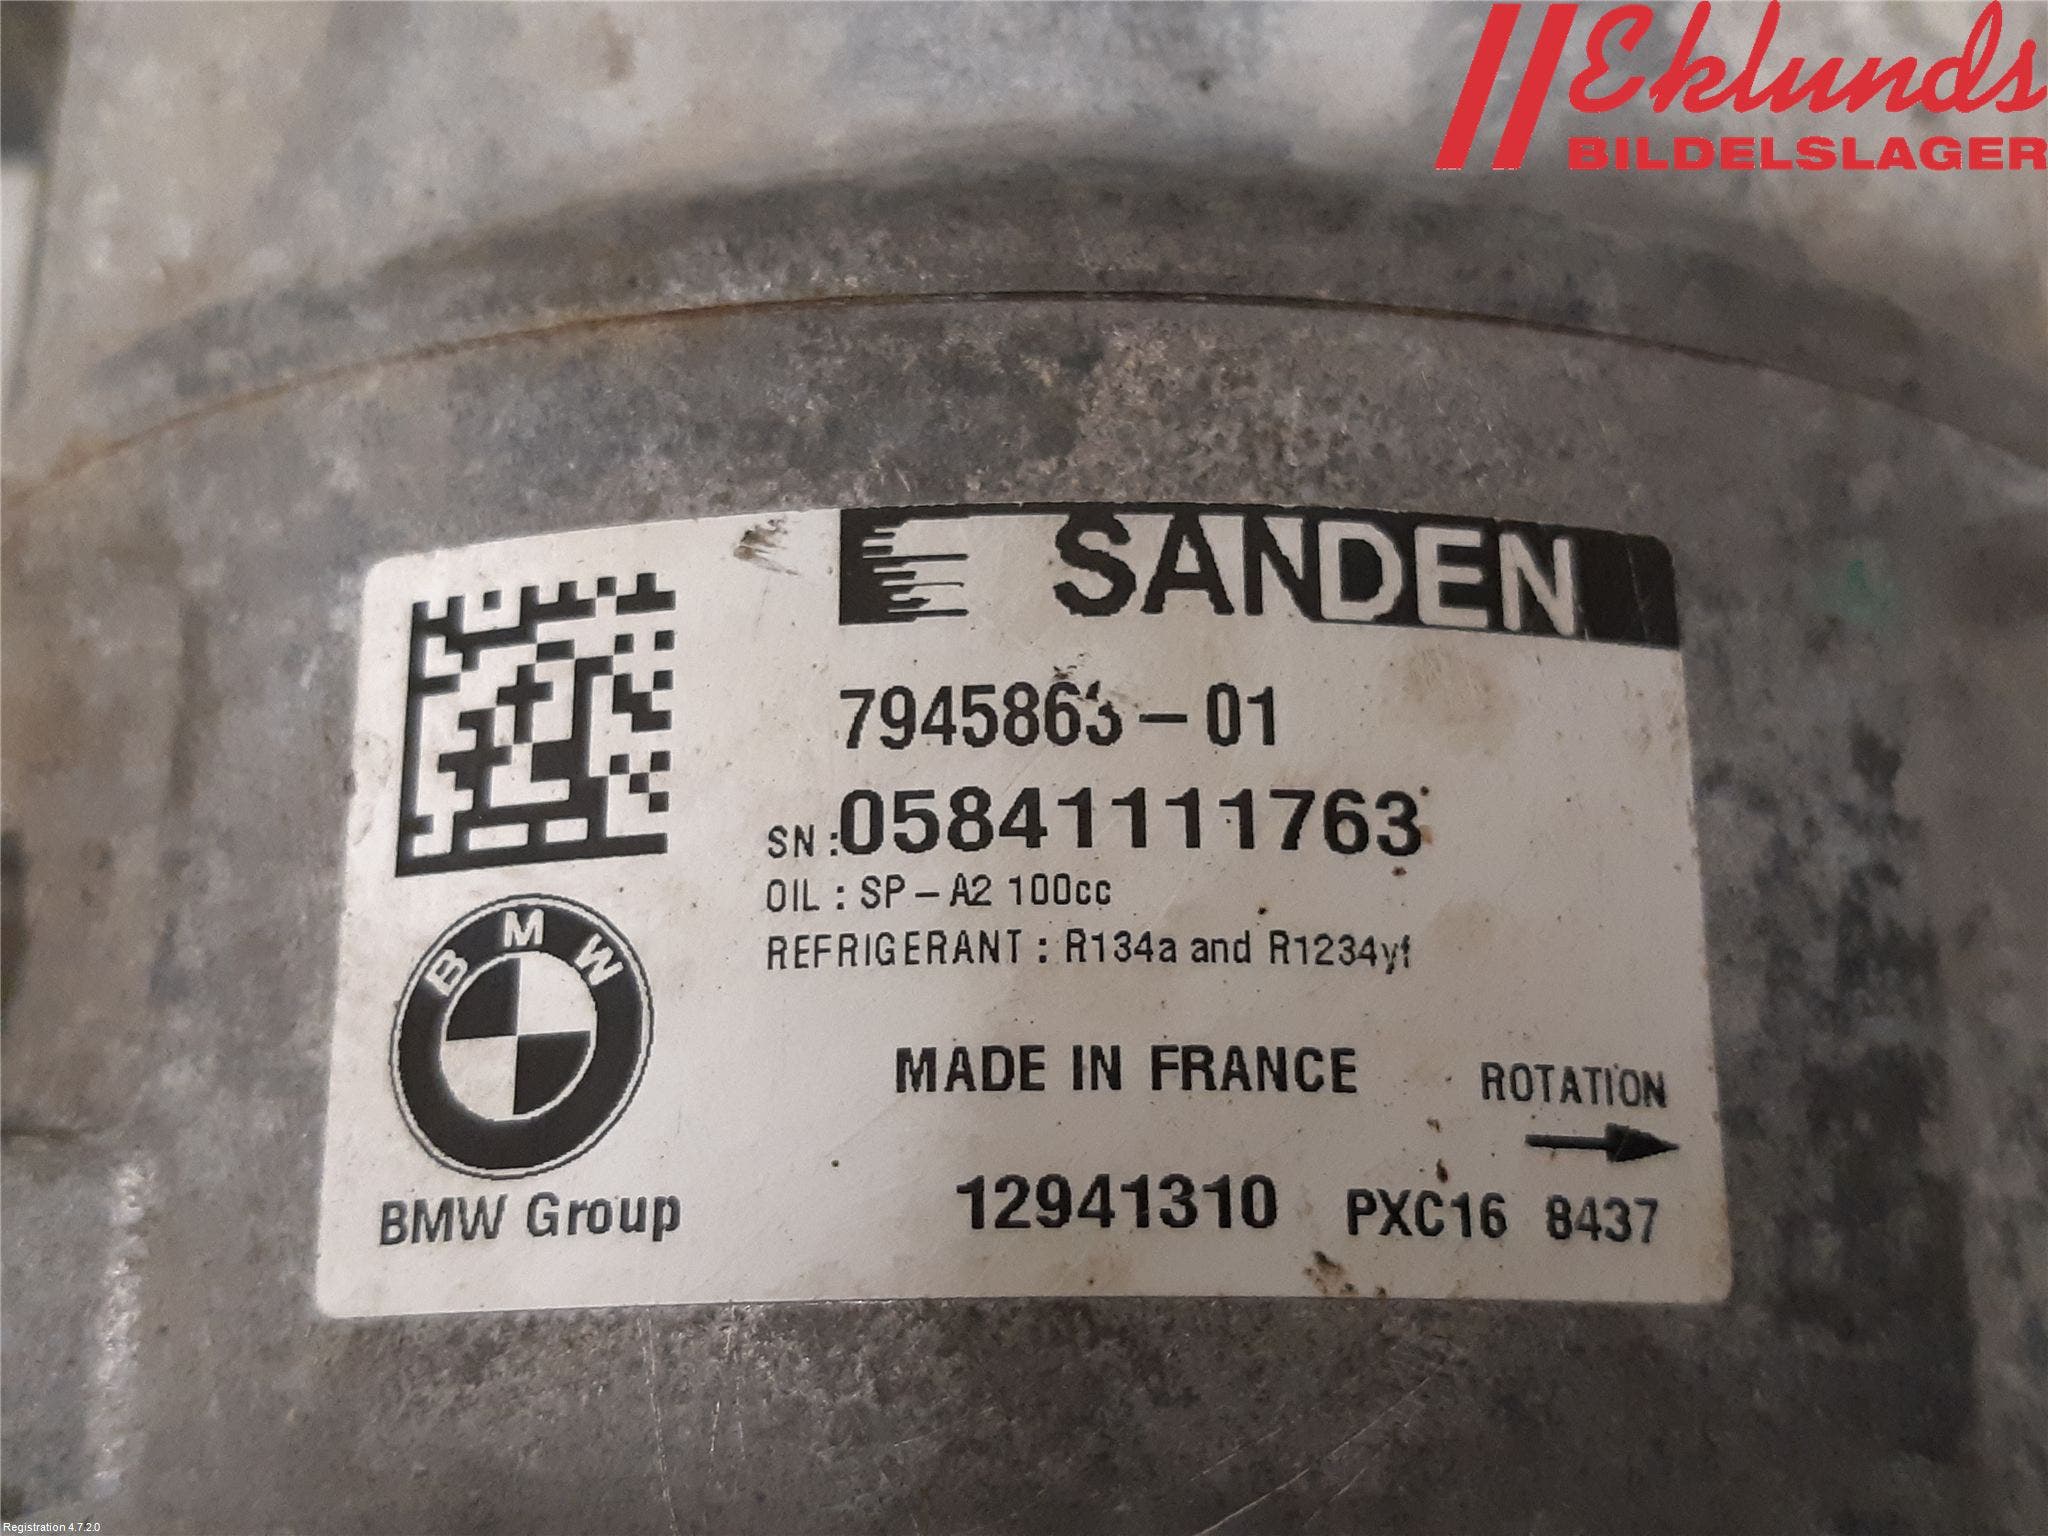 Eklunds
BILDELSLAGER
SANDEN
7945863-01
SN:05841111763
OIL : SP-A2 100cc
REFRIGERANT : R134a and R1234yf
BMW
MADE IN FRANCE
ROTATION
BMW Group
12941310 PXC16 8437
Registration 4.7.2.0